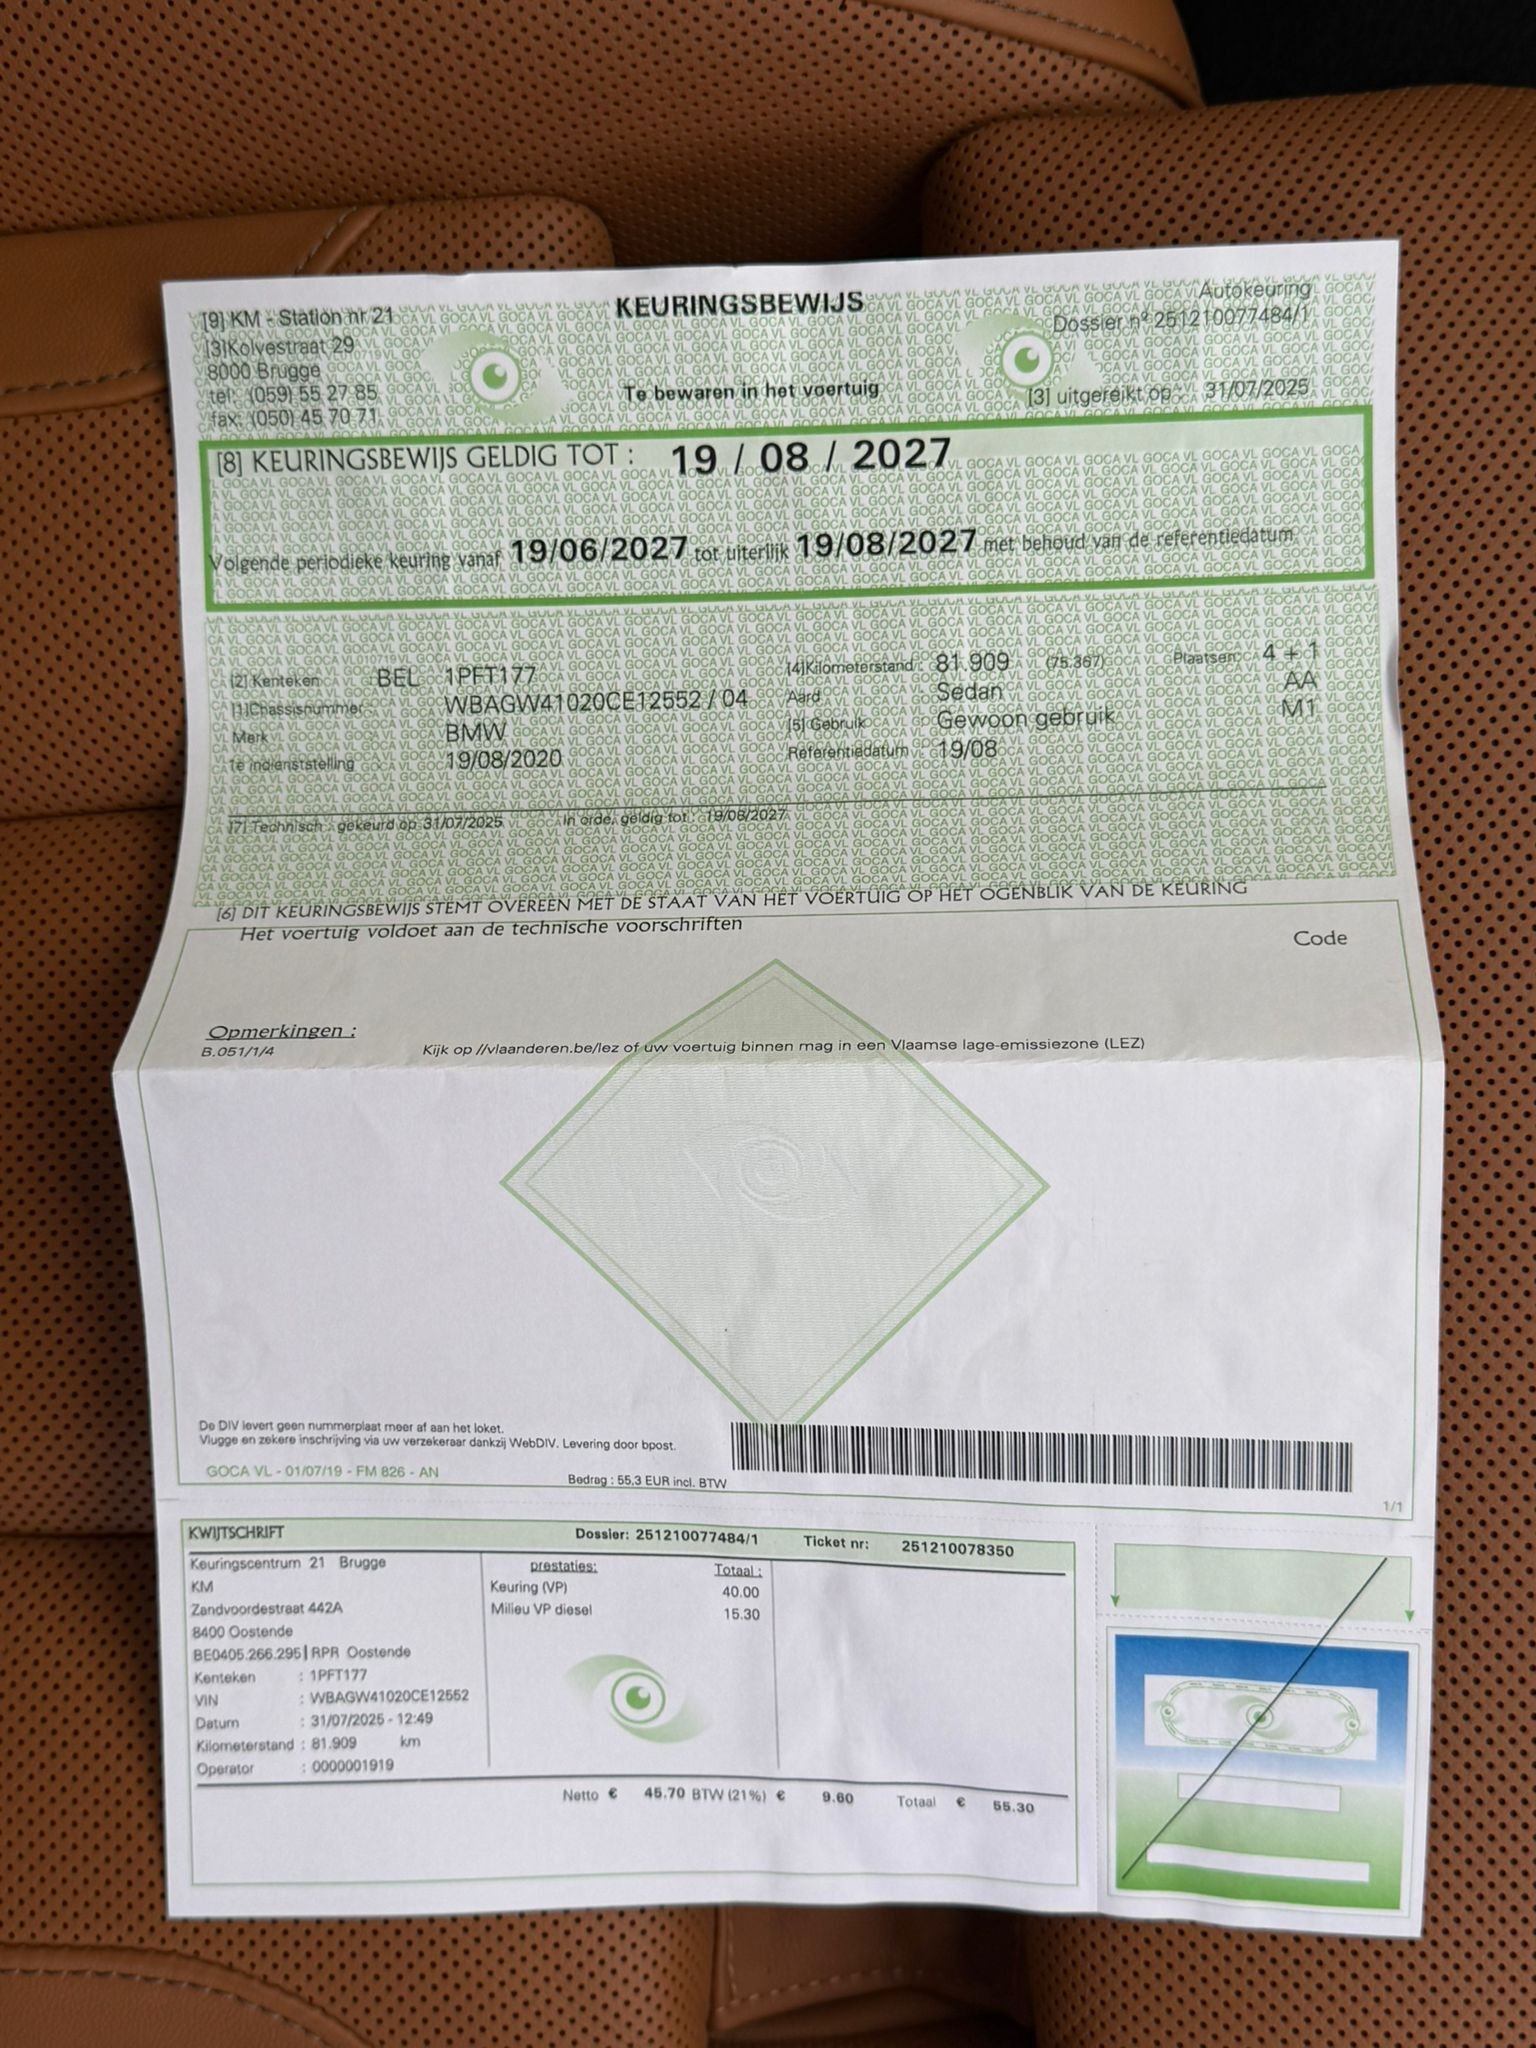 KEURINGSBEWIJS
Te bewaren in het voertuig
[9] KM - Station nr 21
[3]Kolvestraat 29
8000 Brugge
tel: (059) 55 27 85
fax: (050) 45 70 71
Autokeuring
Dossier nº 251210077484/1
[3] uitgereikt op : 31/07/2025
[8] KEURINGSBEWIJS GELDIG TOT : 19 / 08 / 2027
Volgende periodieke keuring vanaf 19/06/2027 tot uiterlijk 19/08/2027 met behoud van de referentiedatum
[2] Kenteken BEL 1PFT177
[1]Chassisnummer WBAGW41020CE12552 / 04
Merk BMW
1e indienststelling 19/08/2020
[4]Kilometerstand : 81.909 (75.367) Plaatsen: 4 + 1
Aard Sedan AA
[5] Gebruik Gewoon gebruik M1
Referentiedatum 19/08
[7] Technisch : gekeurd op 31/07/2025 In orde, geldig tot : 19/08/2027
[6] DIT KEURINGSBEWIJS STEMT OVEREEN MET DE STAAT VAN HET VOERTUIG OP HET OGENBLIK VAN DE KEURING
Het voertuig voldoet aan de technische voorschriften
Code
Opmerkingen :
B.051/1/4 Kijk op //vlaanderen.be/lez of uw voertuig binnen mag in een Vlaamse lage-emissiezone (LEZ)
De DIV levert geen nummerplaat meer af aan het loket.
Vlugge en zekere inschrijving via uw verzekeraar dankzij WebDIV. Levering door bpost.
GOCA VL - 01/07/19 - FM 826 - AN
Bedrag : 55,3 EUR incl. BTW
1/1
KWIJTSCHRIFT Dossier: 251210077484/1 Ticket nr: 251210078350
Keuringscentrum 21 Brugge
KM
Zandvoordestraat 442A
8400 Oostende
BE0405.266.295| RPR Oostende
Kenteken : 1PFT177
VIN : WBAGW41020CE12552
Datum : 31/07/2025 - 12:49
Kilometerstand : 81.909 km
Operator : 0000001919
prestaties: Totaal :
Keuring (VP) 40.00
Milieu VP diesel 15.30
Netto € 45.70 BTW (21%) € 9.60 Totaal € 55.30